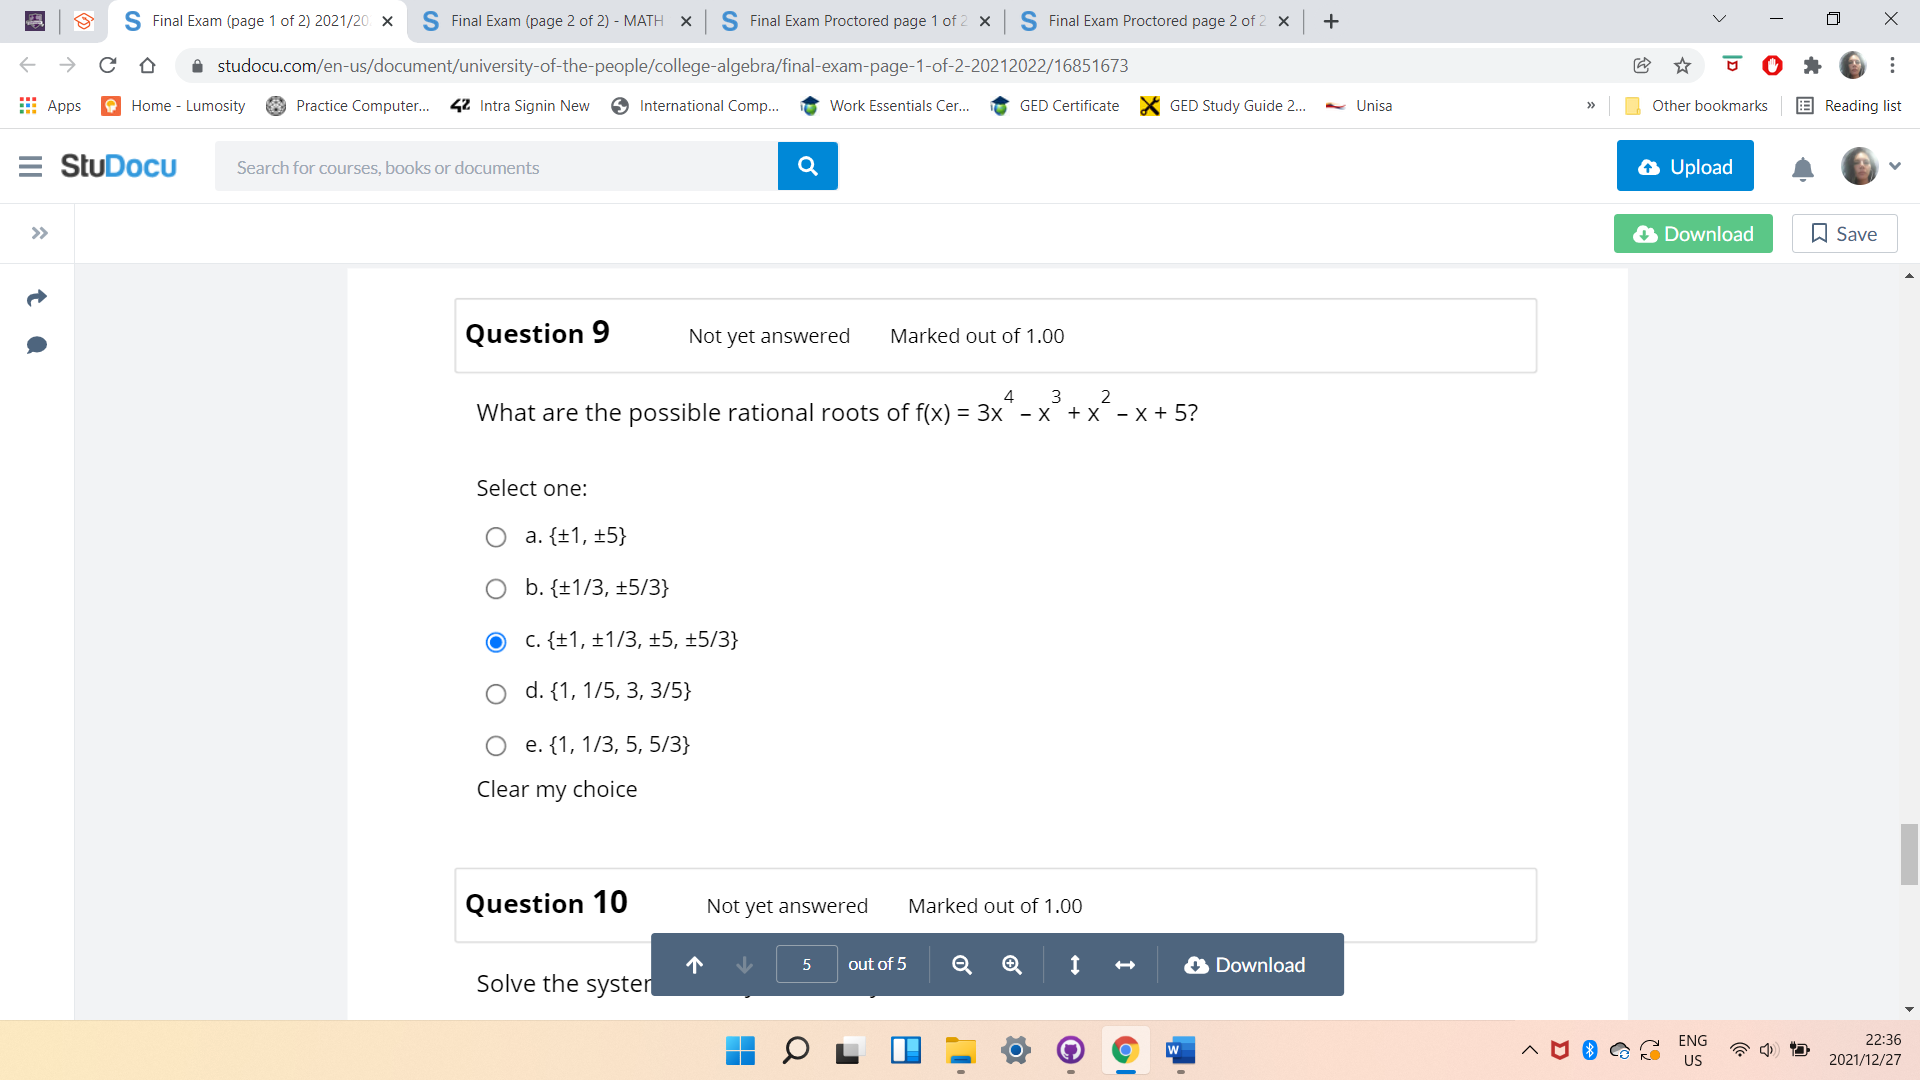 Final Exam (page 1 of 2) 2021/20
Final Exam (page 2 of 2) - MATH
Final Exam Proctored page 1 of 2
Final Exam Proctored page 2 of 2
studocu.com/en-us/document/university-of-the-people/college-algebra/final-exam-page-1-of-2-20212022/16851673
Apps
Home - Lumosity
Practice Computer...
Intra Signin New
International Comp...
Work Essentials Cer...
GED Certificate
GED Study Guide 2...
Unisa
»
Other bookmarks
Reading list
StuDocu
Search for courses, books or documents
Upload
Download
Save
Question 9 Not yet answered Marked out of 1.00
What are the possible rational roots of f(x) = 3x⁴ – x³ + x² – x + 5?
Select one:
a. {±1, ±5}
b. {±1/3, ±5/3}
c. {±1, ±1/3, ±5, ±5/3}
d. {1, 1/5, 3, 3/5}
e. {1, 1/3, 5, 5/3}
Clear my choice
Question 10 Not yet answered Marked out of 1.00
5 out of 5 Download
Solve the
ENG
US
22:36
2021/12/27